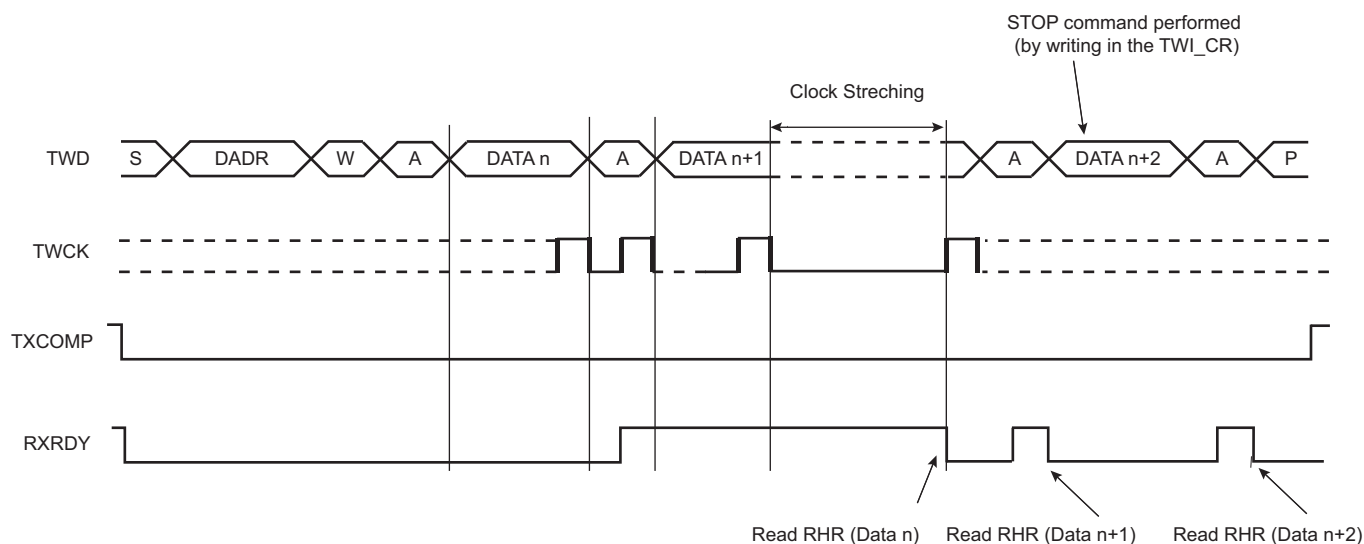 STOP command performed
(by writing in the TWI_CR)
Clock Streching
TWD S DADR W A DATA n A DATA n+1 A DATA n+2 A P
TWCK
TXCOMP
RXRDY
Read RHR (Data n) Read RHR (Data n+1) Read RHR (Data n+2)